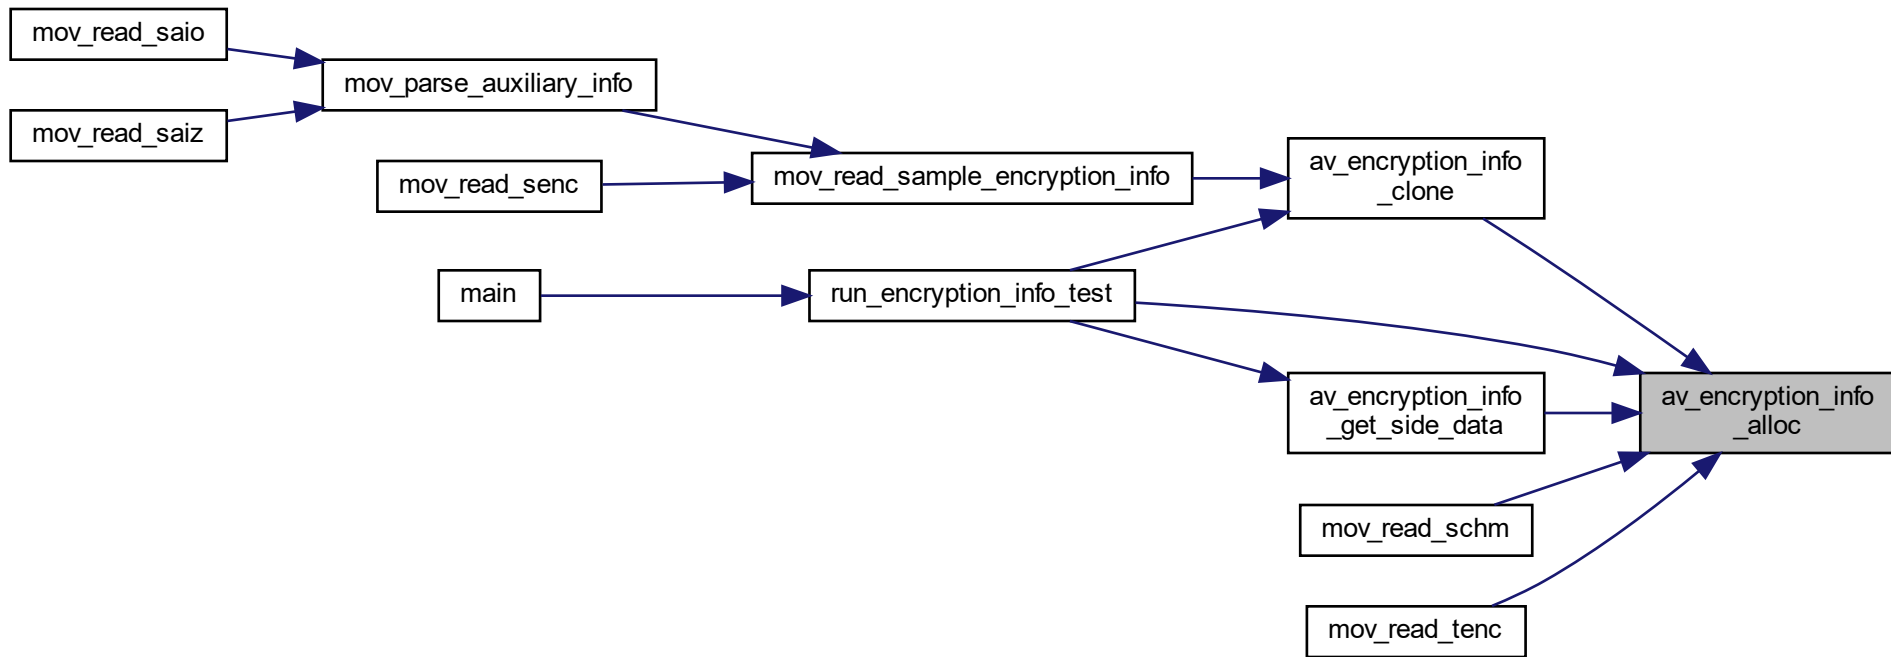 mov_read_saio
mov_parse_auxiliary_info
mov_read_saiz
mov_read_sample_encryption_info
mov_read_senc
av_encryption_info
_clone
main
run_encryption_info_test
av_encryption_info
_get_side_data
av_encryption_info
_alloc
mov_read_schm
mov_read_tenc